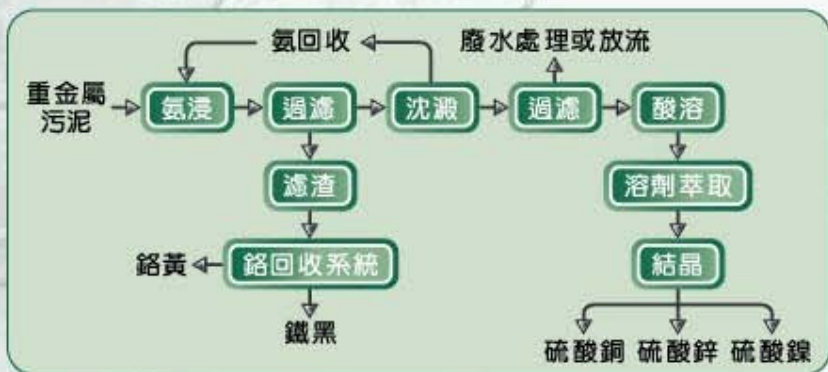 氨回收
廢水處理或放流
重金屬
污泥
氨浸
過濾
沈澱
過濾
酸溶
濾渣
溶劑萃取
鉻黃
鉻回收系統
結晶
鐵黑
硫酸銅
硫酸鋅
硫酸鎳